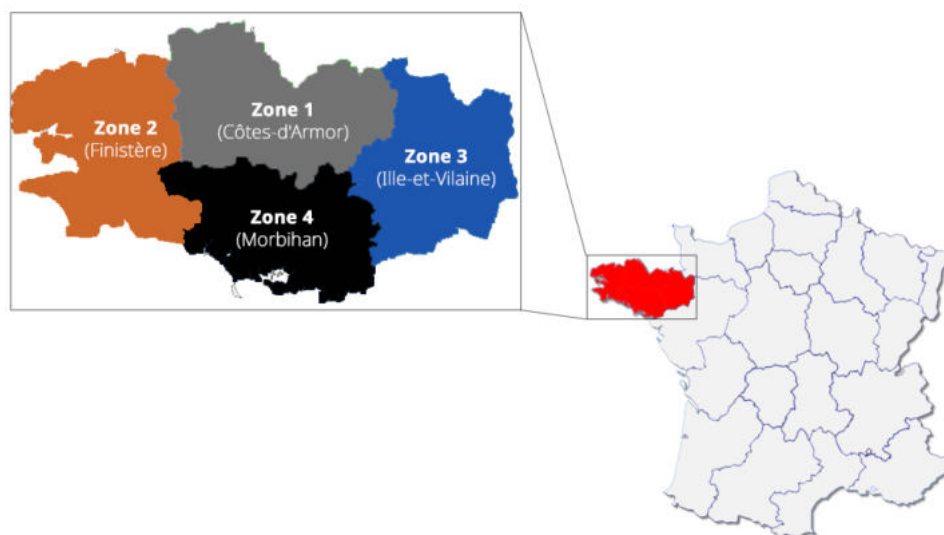 Zone 1
(Côtes-d'Armor)
Zone 2
(Finistère)
Zone 3
(Ille-et-Vilaine)
Zone 4
(Morbihan)